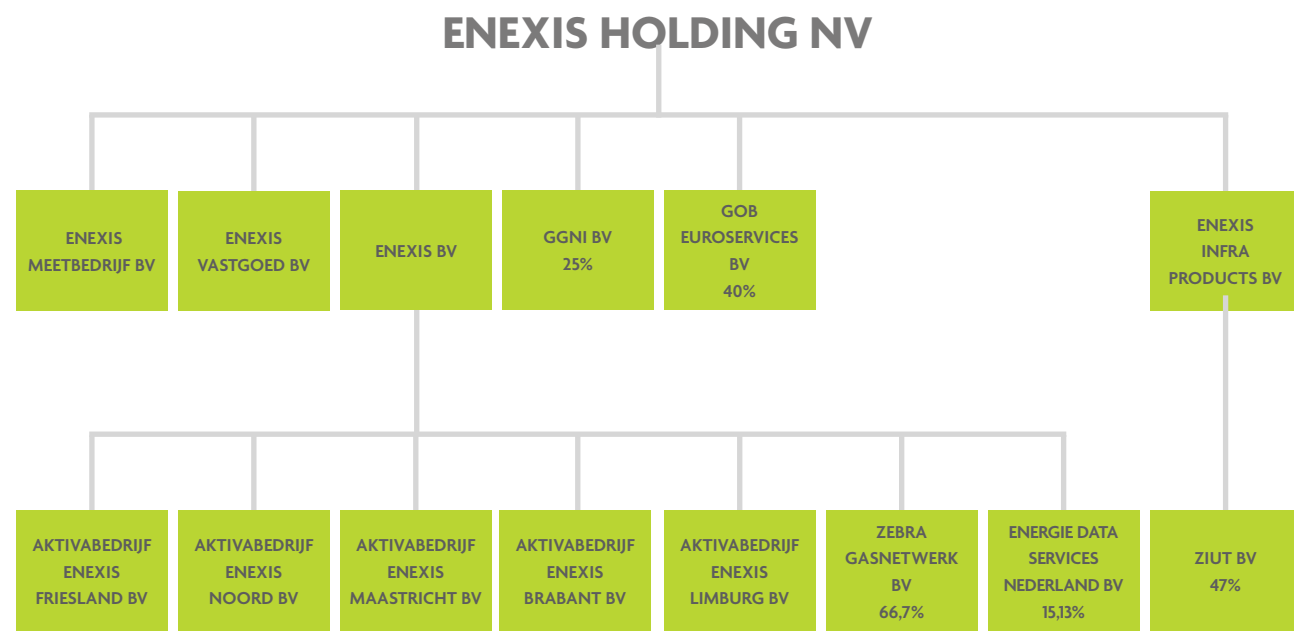 ENEXIS HOLDING NV
ENEXIS
MEETBEDRIJF BV
ENEXIS
VASTGOED BV
ENEXIS BV
GGNI BV
25%
GOB
EUROSERVICES
BV
40%
ENEXIS
INFRA
PRODUCTS BV
AKTIVABEDRIJF
ENEXIS
FRIESLAND BV
AKTIVABEDRIJF
ENEXIS
NOORD BV
AKTIVABEDRIJF
ENEXIS
MAASTRICHT BV
AKTIVABEDRIJF
ENEXIS
BRABANT BV
AKTIVABEDRIJF
ENEXIS
LIMBURG BV
ZEBRA
GASNETWERK
BV
66,7%
ENERGIE DATA
SERVICES
NEDERLAND BV
15,13%
ZIUT BV
47%